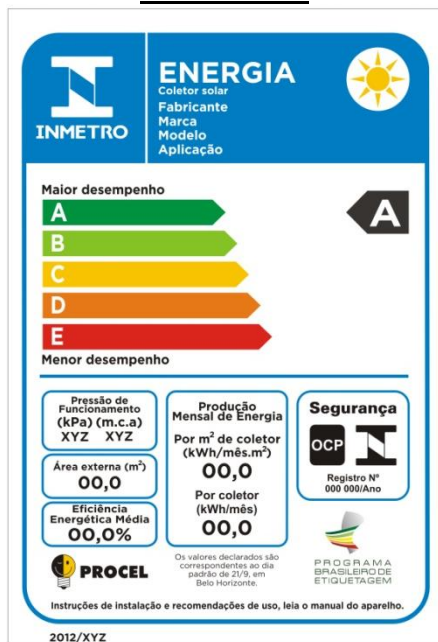 ENERGIA
Coletor solar
Fabricante
Marca
Modelo
Aplicação
INMETRO
Maior desempenho
A
A
B
C
D
E
Menor desempenho
Pressão de
Funcionamento
(kPa) (m.c.a)
XYZ XYZ
Área externa (m²)
00,0
Eficiência
Energética Média
00,0%
Produção
Mensal de Energia
Por m² de coletor
(kWh/mês.m²)
00,0
Por coletor
(kWh/mês)
00,0
Segurança
OCP
Registro Nº
000 000/Ano
PROCEL
Os valores declarados são
correspondentes ao dia
padrão de 21/9, em
Belo Horizonte.
PROGRAMA
BRASILEIRO DE
ETIQUETAGEM
Instruções de instalação e recomendações de uso, leia o manual do aparelho.
2012/XYZ